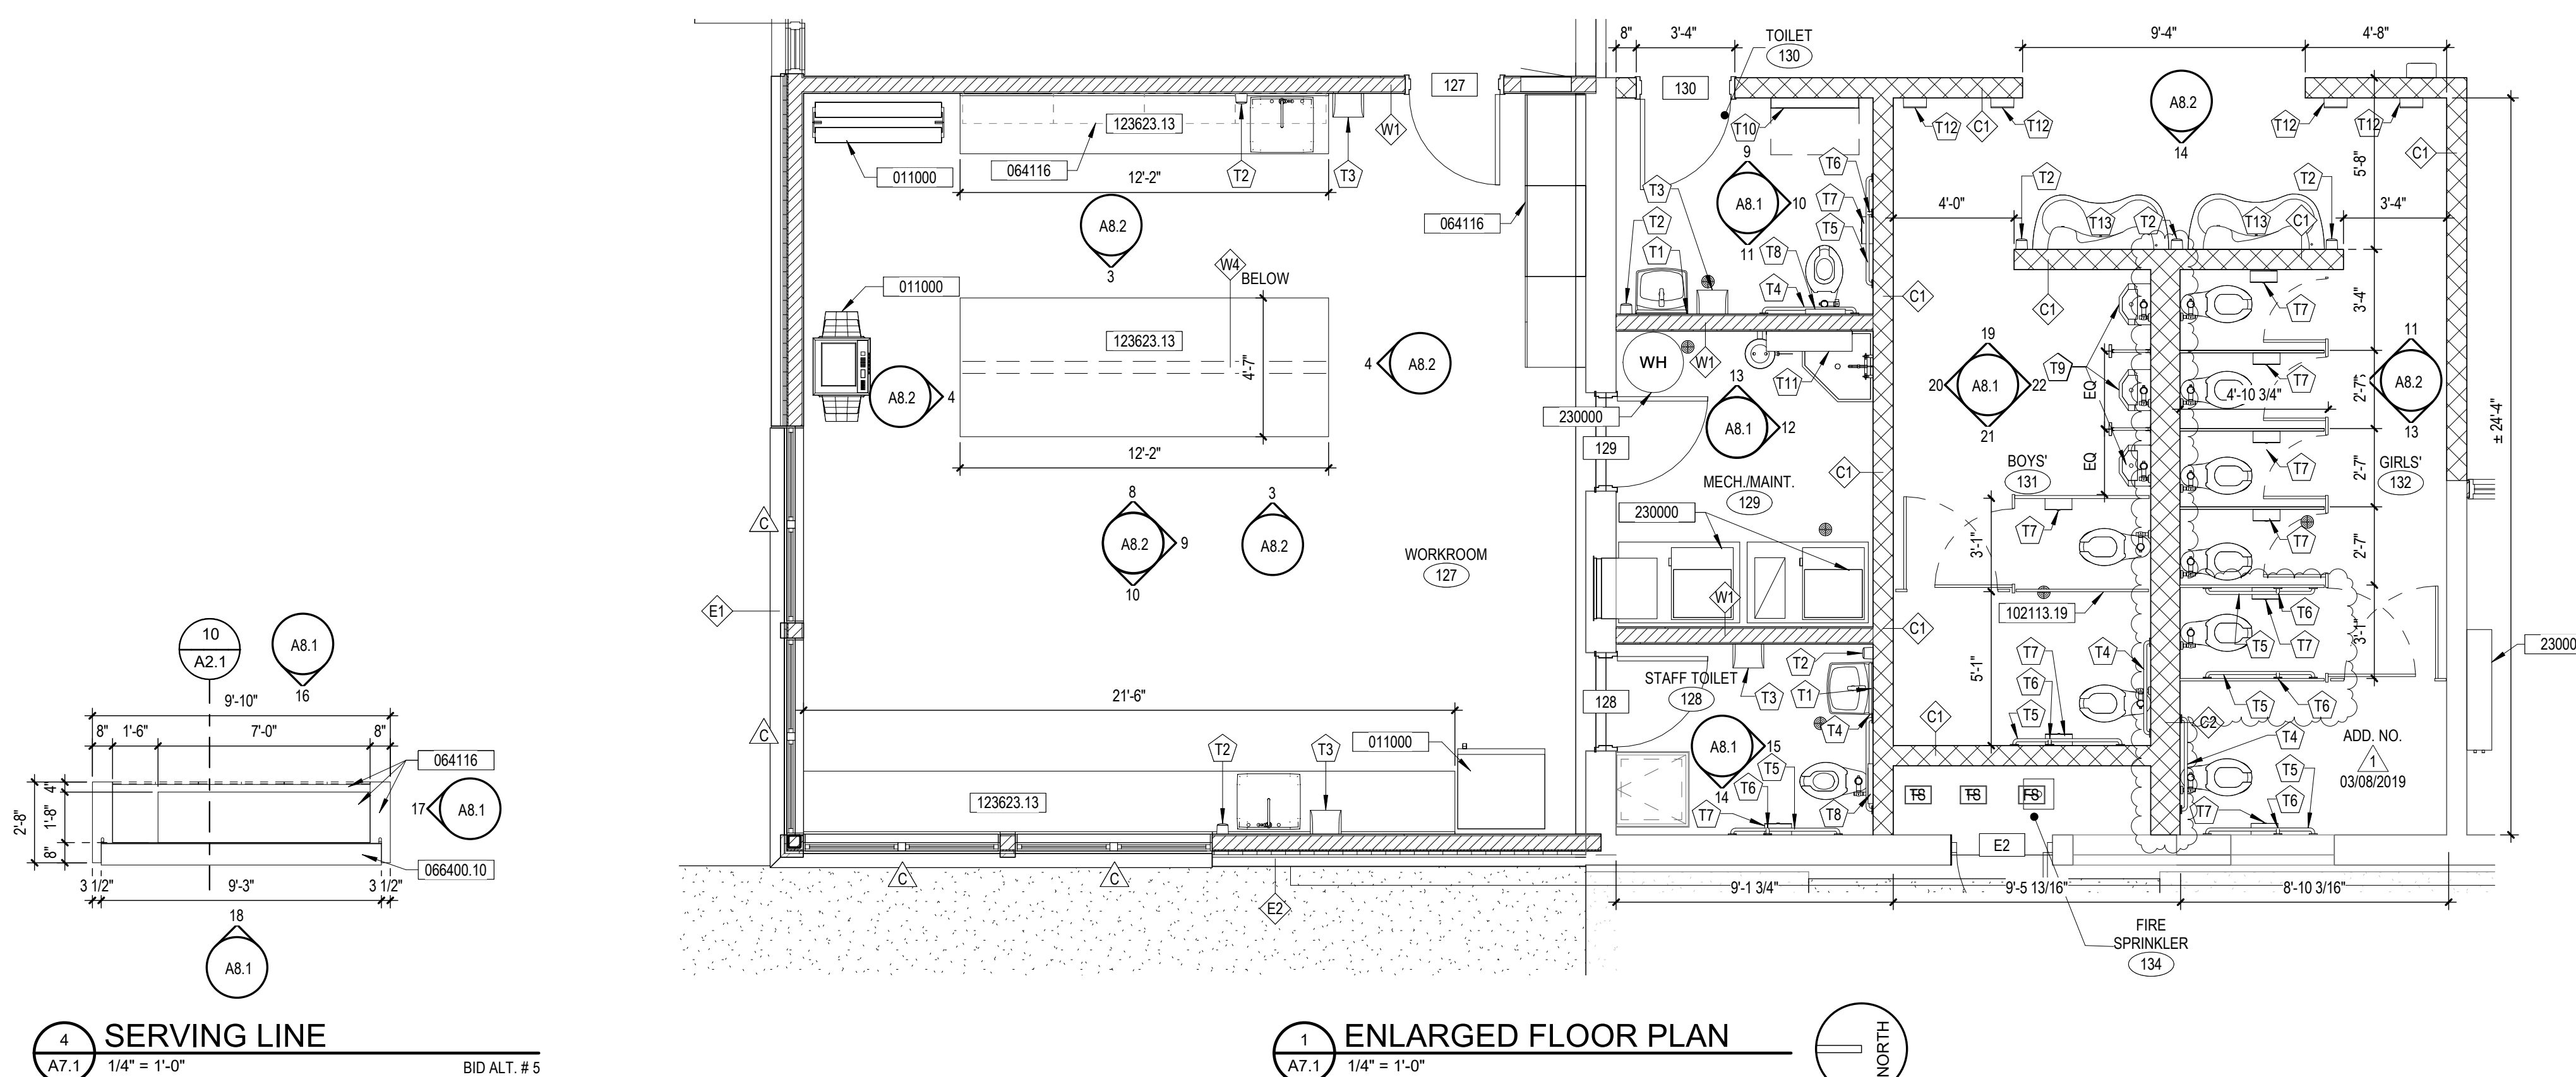 10
A2.1
A8.1
16
9'-10"
8"
1'-6"
7'-0"
8"
064116
2'-8"
4"
1'-8"
8"
17
A8.1
066400.10
3 1/2"
9'-3"
3 1/2"
18
A8.1
4
A7.1
SERVING LINE
1/4" = 1'-0"
BID ALT. # 5
8"
3'-4"
TOILET
130
9'-4"
4'-8"
127
130
123623.13
W1
011000
064116
12'-2"
T2
T3
A8.2
3
064116
W4
BELOW
011000
123623.13
4'-7"
A8.2
4
4
A8.2
12'-2"
8
A8.2
9
10
3
A8.2
WORKROOM
127
C
C
E1
21'-6"
T2
T3
011000
123623.13
C
C
E2
T10
9
A8.1
10
11
T6
T7
T5
T3
T2
T1
T8
T4
C1
WH
W1
T11
230000
129
13
A8.1
12
MECH./MAINT.
129
C1
230000
W1
C1
128
STAFF TOILET
128
T2
T3
T1
T4
A8.1
15
14
T5
T6
T7
T8
T12
C1
T12
A8.2
14
T12
T12
C1
5'-8"
T2
T13
T2
T13
C1
T2
4'-0"
3'-4"
C1
19
20
A8.1
22
21
T9
EQ
EQ
BOYS'
131
3'-1"
T7
102113.19
5'-1"
T7
T6
T5
T4
C1
T7
3'-4"
T7
2'-7"
4'-10 3/4"
T7
2'-7"
T7
2'-7"
11
A8.2
13
GIRLS'
132
± 24'-4"
T6
T5
T7
3'-1"
T5
T6
C2
T4
T5
T6
T7
ADD. NO.
1
03/08/2019
23000
TS
TS
FS
E2
9'-1 3/4"
9'-5 13/16"
8'-10 3/16"
FIRE
SPRINKLER
134
1
A7.1
ENLARGED FLOOR PLAN
1/4" = 1'-0"
NORTH